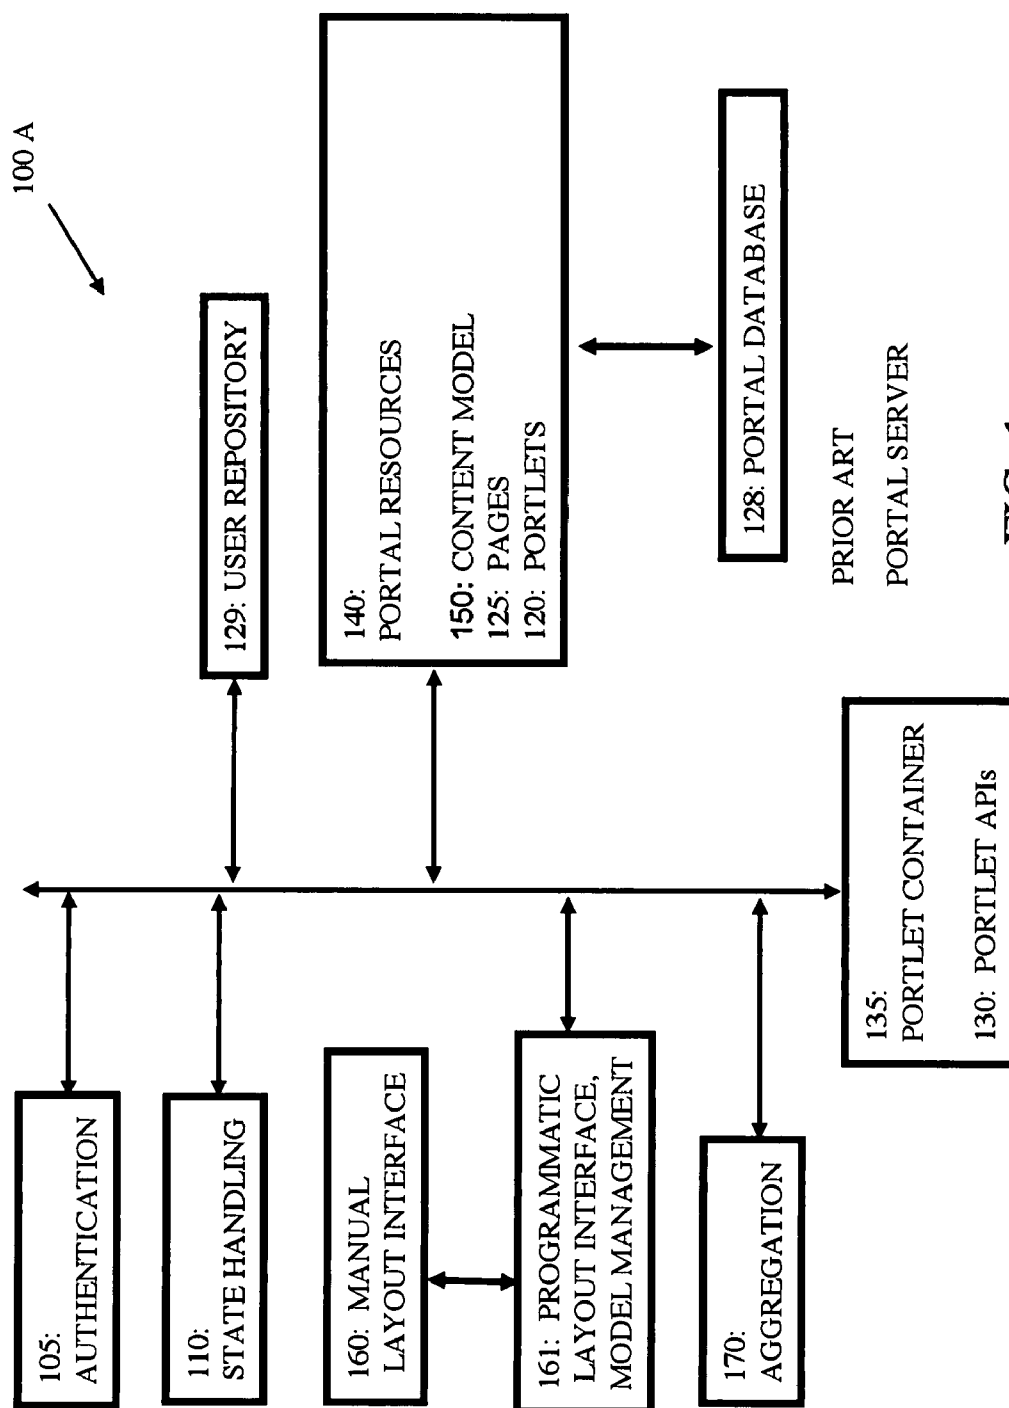 100 A
105:
AUTHENTICATION
129: USER REPOSITORY
110:
STATE HANDLING
160: MANUAL
LAYOUT INTERFACE
140:
PORTAL RESOURCES
150: CONTENT MODEL
125: PAGES
120: PORTLETS
161: PROGRAMMATIC
LAYOUT INTERFACE,
MODEL MANAGEMENT
170:
AGGREGATION
128: PORTAL DATABASE
135:
PORTLET CONTAINER
130: PORTLET APIs
PRIOR ART
PORTAL SERVER